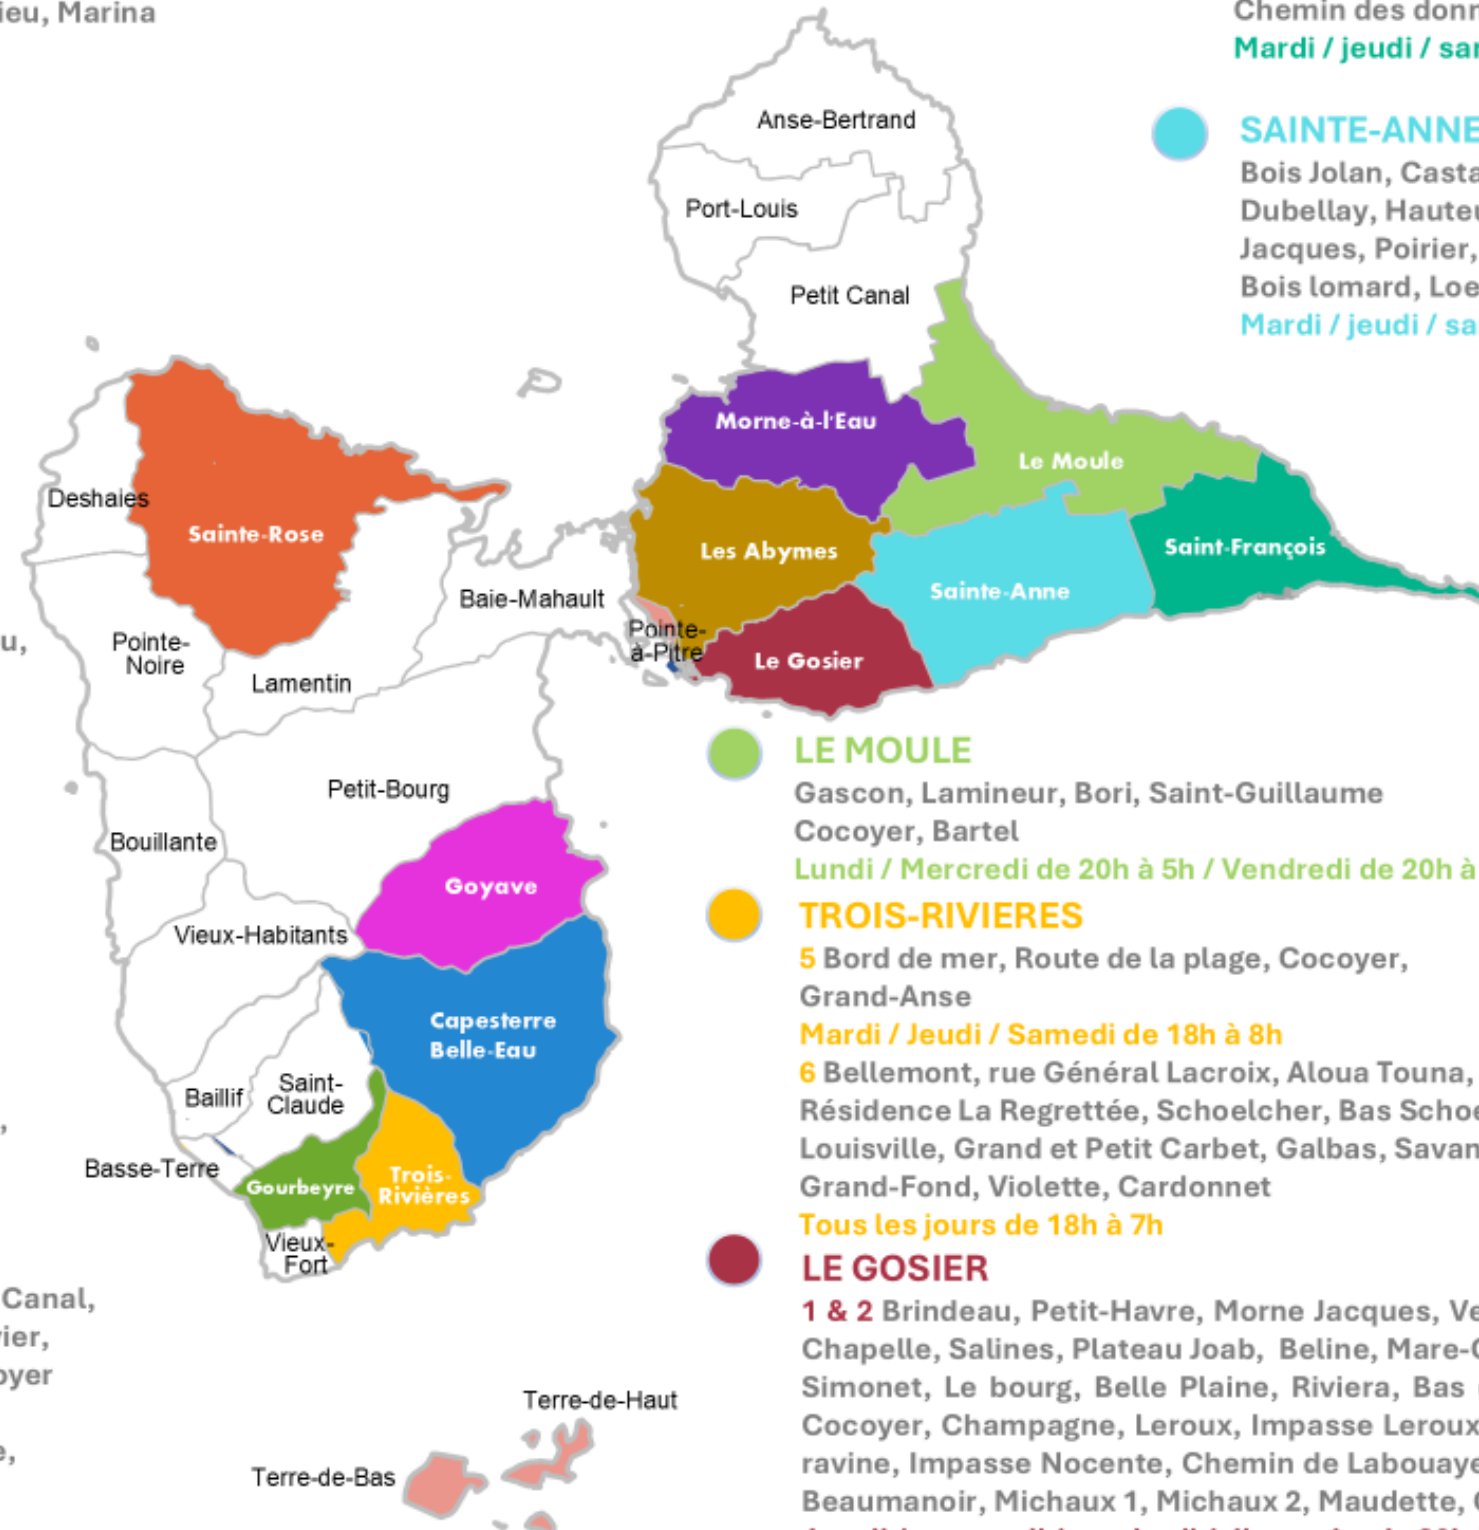 ieu, Marina
Chemin des donn
Mardi / jeudi / sam
SAINTE-ANNE
Bois Jolan, Casta
Dubellay, Hauteu
Jacques, Poirier,
Bois lomard, Loe
Mardi / jeudi / sa
Anse-Bertrand
Port-Louis
Petit Canal
Morne-à-l'Eau
Le Moule
Deshaies
Sainte-Rose
Les Abymes
Saint-François
Sainte-Anne
Baie-Mahault
Pointe-
à-Pitre
Le Gosier
u,
Pointe-
Noire
Lamentin
Petit-Bourg
Bouillante
Goyave
Vieux-Habitants
Capesterre
Belle-Eau
Baillif
Saint-
Claude
,
Basse-Terre
Gourbeyre
Trois-
Rivières
Vieux-
Fort
Canal,
vier,
oyer
e,
Terre-de-Haut
Terre-de-Bas
LE MOULE
Gascon, Lamineur, Bori, Saint-Guillaume
Cocoyer, Bartel
Lundi / Mercredi de 20h à 5h / Vendredi de 20h à
TROIS-RIVIERES
5 Bord de mer, Route de la plage, Cocoyer,
Grand-Anse
Mardi / Jeudi / Samedi de 18h à 8h
6 Bellemont, rue Général Lacroix, Aloua Touna,
Résidence La Regrettée, Schoelcher, Bas Schoe
Louisville, Grand et Petit Carbet, Galbas, Savan
Grand-Fond, Violette, Cardonnet
Tous les jours de 18h à 7h
LE GOSIER
1 & 2 Brindeau, Petit-Havre, Morne Jacques, Ve
Chapelle, Salines, Plateau Joab, Beline, Mare-G
Simonet, Le bourg, Belle Plaine, Riviera, Bas
Cocoyer, Champagne, Leroux, Impasse Leroux
ravine, Impasse Nocente, Chemin de Labouaye
Beaumanoir, Michaux 1, Michaux 2, Maudette,